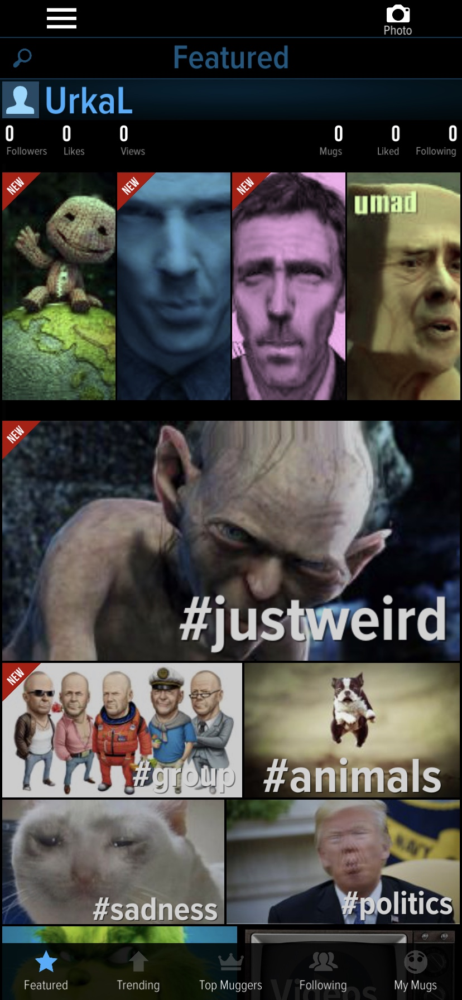 Photo
Featured
UrkaL
0 0 0 0 0 0
Followers Likes Views Mugs Liked Following
NEW NEW NEW
umad
NEW
#justweird
NEW
#group
#animals
NAVY
#sadness
#politics
Videos
Featured Trending Top Muggers Following My Mugs